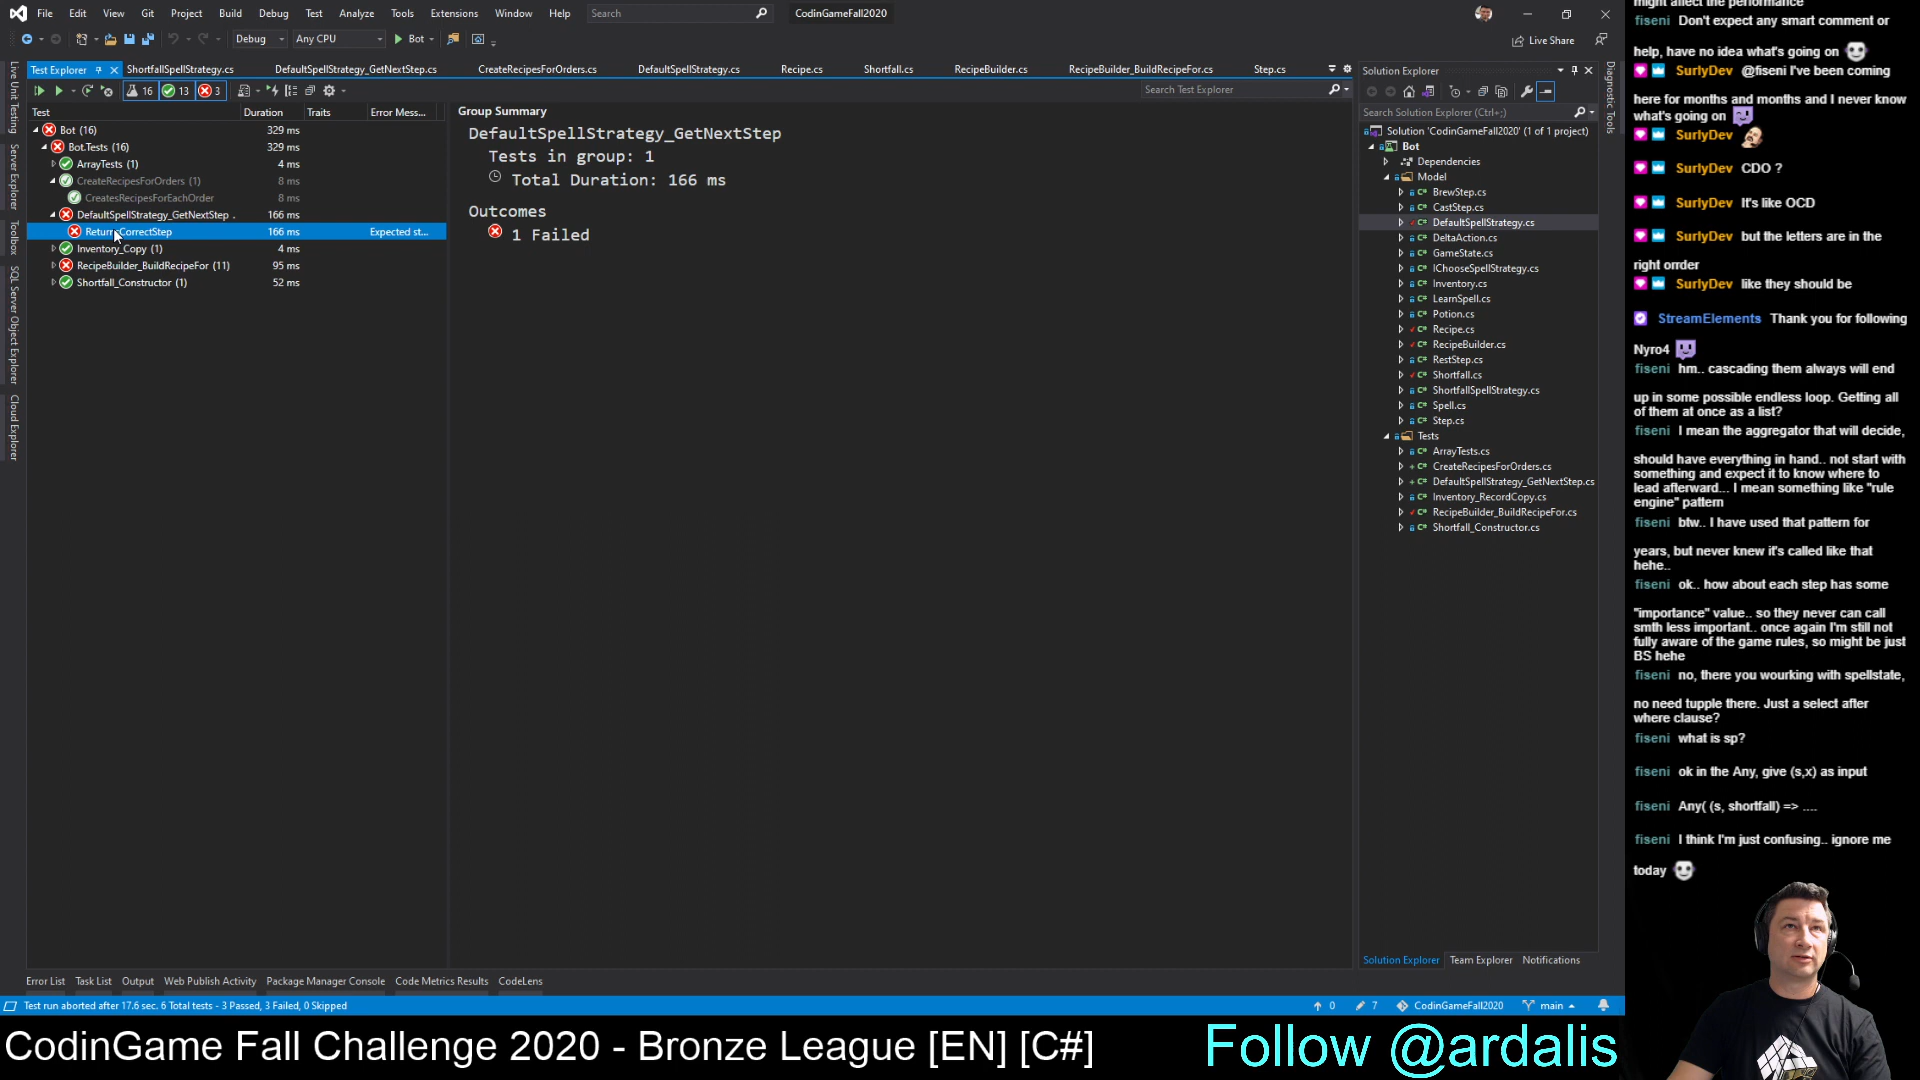 File Edit View Git Project Build Debug Test Analyze Tools Extensions Window Help Search CodinGameFall2020
Debug Any CPU Bot Live Share
Test Explorer ShortfallSpellStrategy.cs DefaultSpellStrategy_GetNextStep.cs CreateRecipesForOrders.cs DefaultSpellStrategy.cs Recipe.cs Shortfall.cs RecipeBuilder.cs RecipeBuilder_BuildRecipeFor.cs Step.cs
16 13 3 Search Test Explorer
Test Duration Traits Error Mess...
Bot (16) 329 ms
Bot.Tests (16) 329 ms
ArrayTests (1) 4 ms
CreateRecipesForOrders (1) 8 ms
CreatesRecipesForEachOrder 8 ms
DefaultSpellStrategy_GetNextStep . 166 ms
ReturnsCorrectStep 166 ms Expected st...
Inventory_Copy (1) 4 ms
RecipeBuilder_BuildRecipeFor (11) 95 ms
Shortfall_Constructor (1) 52 ms
Group Summary
DefaultSpellStrategy_GetNextStep
Tests in group: 1
Total Duration: 166 ms
Outcomes
1 Failed
Live Unit Testing
Server Explorer
Toolbox
SQL Server Object Explorer
Cloud Explorer
Solution Explorer
Search Solution Explorer (Ctrl+;)
Solution 'CodinGameFall2020' (1 of 1 project)
Bot
Dependencies
Model
BrewStep.cs
CastStep.cs
DefaultSpellStrategy.cs
DeltaAction.cs
GameState.cs
IChooseSpellStrategy.cs
Inventory.cs
LearnSpell.cs
Potion.cs
Recipe.cs
RecipeBuilder.cs
RestStep.cs
Shortfall.cs
ShortfallSpellStrategy.cs
Spell.cs
Step.cs
Tests
ArrayTests.cs
CreateRecipesForOrders.cs
DefaultSpellStrategy_GetNextStep.cs
Inventory_RecordCopy.cs
RecipeBuilder_BuildRecipeFor.cs
Shortfall_Constructor.cs
Diagnostic Tools
Solution Explorer Team Explorer Notifications
Error List Task List Output Web Publish Activity Package Manager Console Code Metrics Results CodeLens
Test run aborted after 17.6 sec. 6 Total tests - 3 Passed, 3 Failed, 0 Skipped 0 7 CodinGameFall2020 main
might affect the performance
fiseni Don't expect any smart comment or
help, have no idea what's going on
SurlyDev @fiseni I've been coming
here for months and months and I never know
what's going on
SurlyDev
SurlyDev CDO ?
SurlyDev It's like OCD
SurlyDev but the letters are in the
right orrder
SurlyDev like they should be
StreamElements Thank you for following
Nyro4
fiseni hm.. cascading them always will end
up in some possible endless loop. Getting all
of them at once as a list?
fiseni I mean the aggregator that will decide,
should have everything in hand.. not start with
something and expect it to know where to
lead afterward... I mean something like "rule
engine" pattern
fiseni btw.. I have used that pattern for
years, but never knew it's called like that
hehe..
fiseni ok.. how about each step has some
"importance" value.. so they never can call
smth less important.. once again I'm still not
fully aware of the game rules, so might be just
BS hehe
fiseni no, there you wourking with spellstate,
no need tupple there. Just a select after
where clause?
fiseni what is sp?
fiseni ok in the Any, give (s,x) as input
fiseni Any( (s, shortfall) => ....
fiseni I think I'm just confusing.. ignore me
today
CodinGame Fall Challenge 2020 - Bronze League [EN] [C#] Follow @ardalis